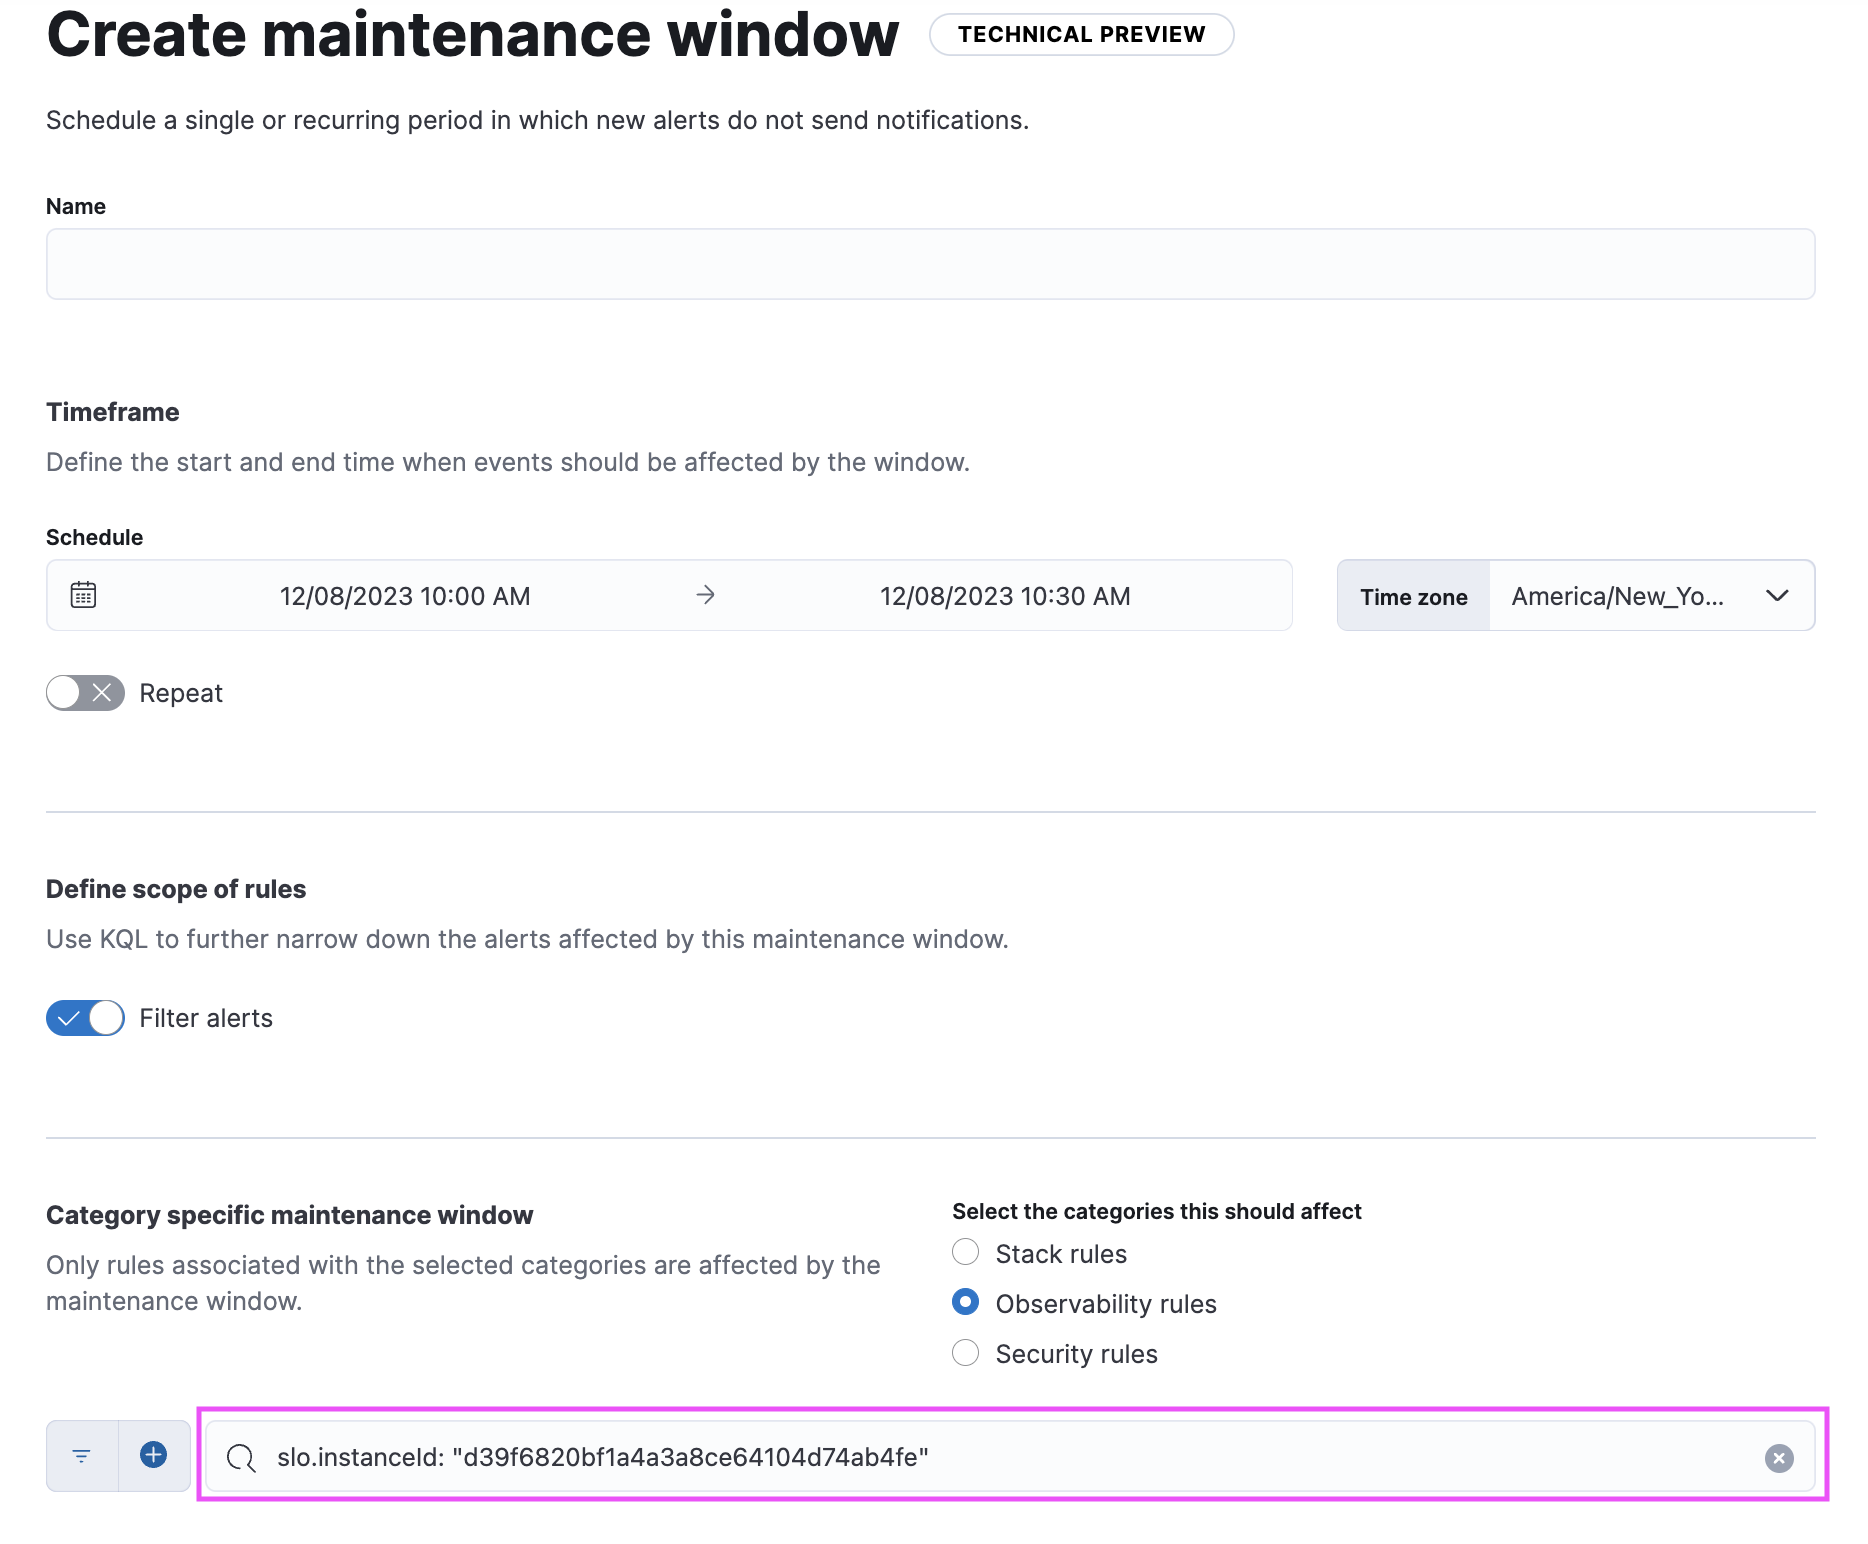 Create maintenance window TECHNICAL PREVIEW
Schedule a single or recurring period in which new alerts do not send notifications.
Name
Timeframe
Define the start and end time when events should be affected by the window.
Schedule
12/08/2023 10:00 AM → 12/08/2023 10:30 AM Time zone America/New_Yo...
Repeat
Define scope of rules
Use KQL to further narrow down the alerts affected by this maintenance window.
Filter alerts
Category specific maintenance window
Only rules associated with the selected categories are affected by the
maintenance window.
Select the categories this should affect
Stack rules
Observability rules
Security rules
slo.instanceId: "d39f6820bf1a4a3a8ce64104d74ab4fe"